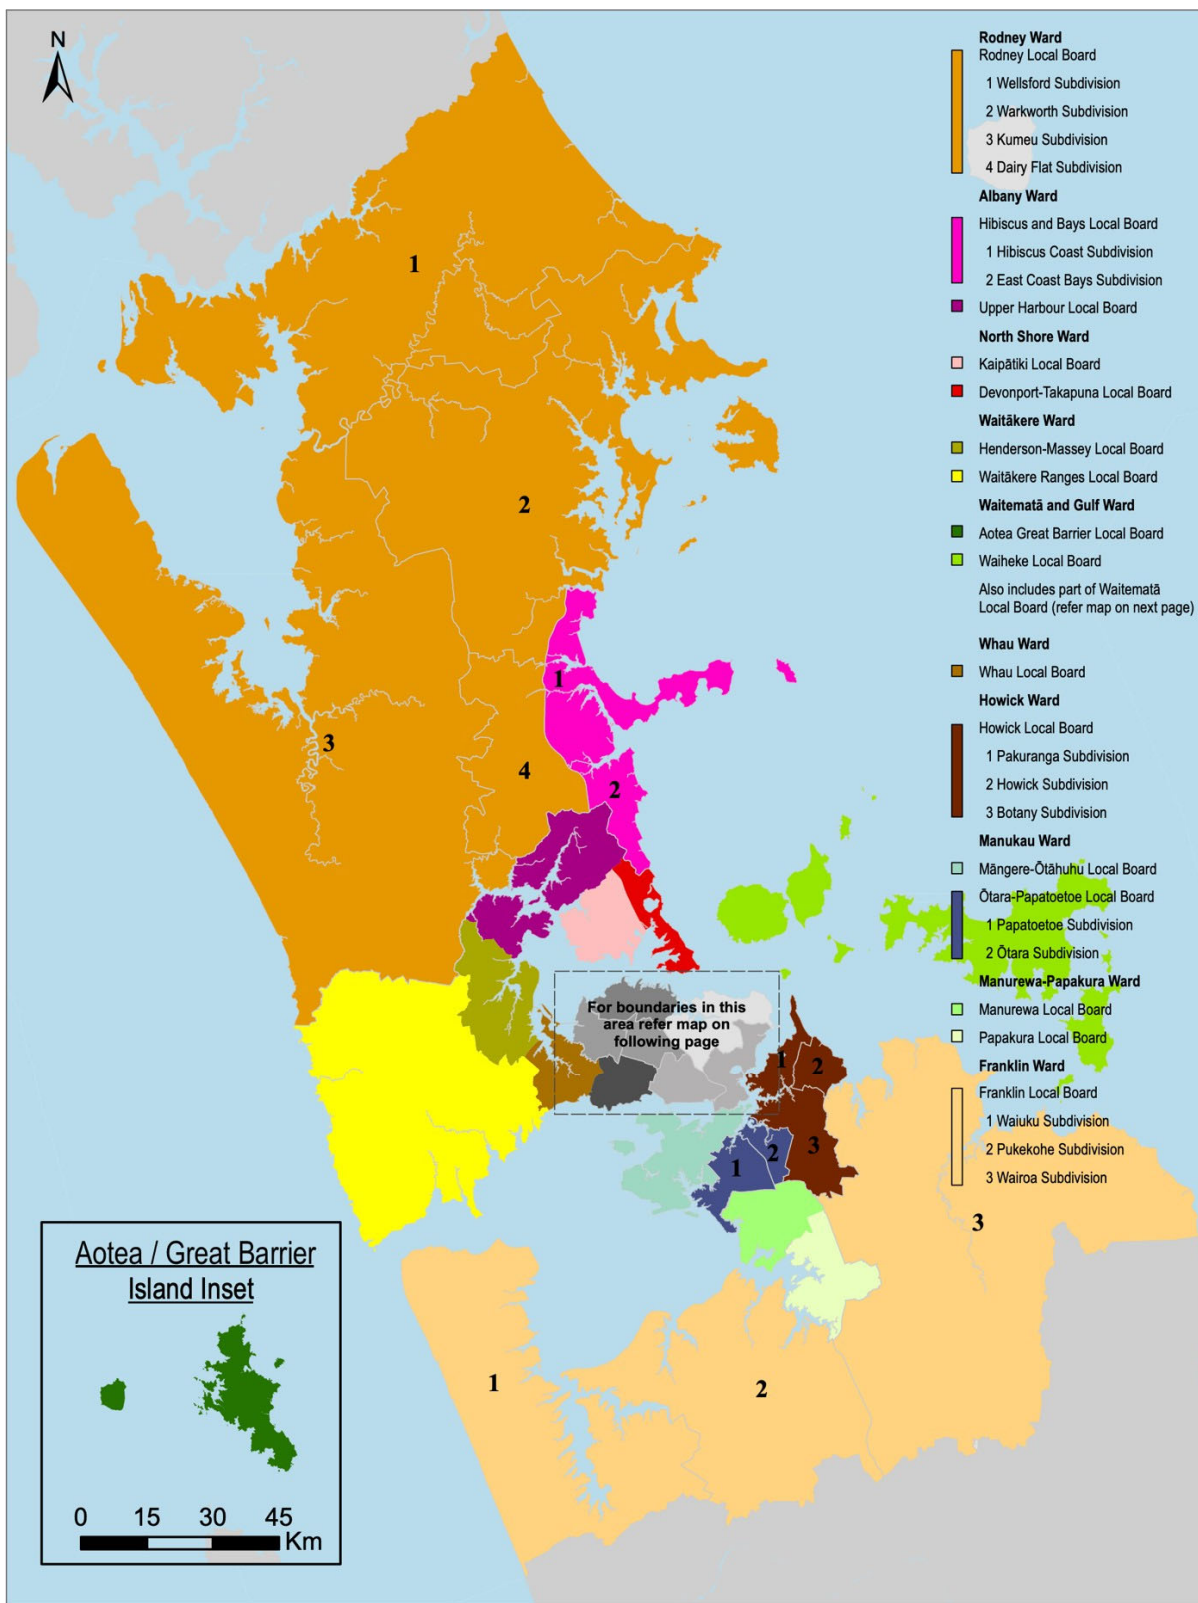 N
Rodney Ward
Rodney Local Board
1 Wellsford Subdivision
2 Warkworth Subdivision
3 Kumeu Subdivision
4 Dairy Flat Subdivision
Albany Ward
Hibiscus and Bays Local Board
1 Hibiscus Coast Subdivision
2 East Coast Bays Subdivision
Upper Harbour Local Board
North Shore Ward
Kaipātiki Local Board
Devonport-Takapuna Local Board
Waitākere Ward
Henderson-Massey Local Board
Waitākere Ranges Local Board
Waitematā and Gulf Ward
Aotea Great Barrier Local Board
Waiheke Local Board
Also includes part of Waitematā
Local Board (refer map on next page)
Whau Ward
Whau Local Board
Howick Ward
Howick Local Board
1 Pakuranga Subdivision
2 Howick Subdivision
3 Botany Subdivision
Manukau Ward
Māngere-Ōtāhuhu Local Board
Ōtara-Papatoetoe Local Board
1 Papatoetoe Subdivision
2 Ōtara Subdivision
Manurewa-Papakura Ward
Manurewa Local Board
Papakura Local Board
Franklin Ward
Franklin Local Board
1 Waiuku Subdivision
2 Pukekohe Subdivision
3 Wairoa Subdivision
1
2
1
3
4
2
For boundaries in this
area refer map on
following page
1
2
3
2
1
3
1
2
Aotea / Great Barrier
Island Inset
0 15 30 45
Km